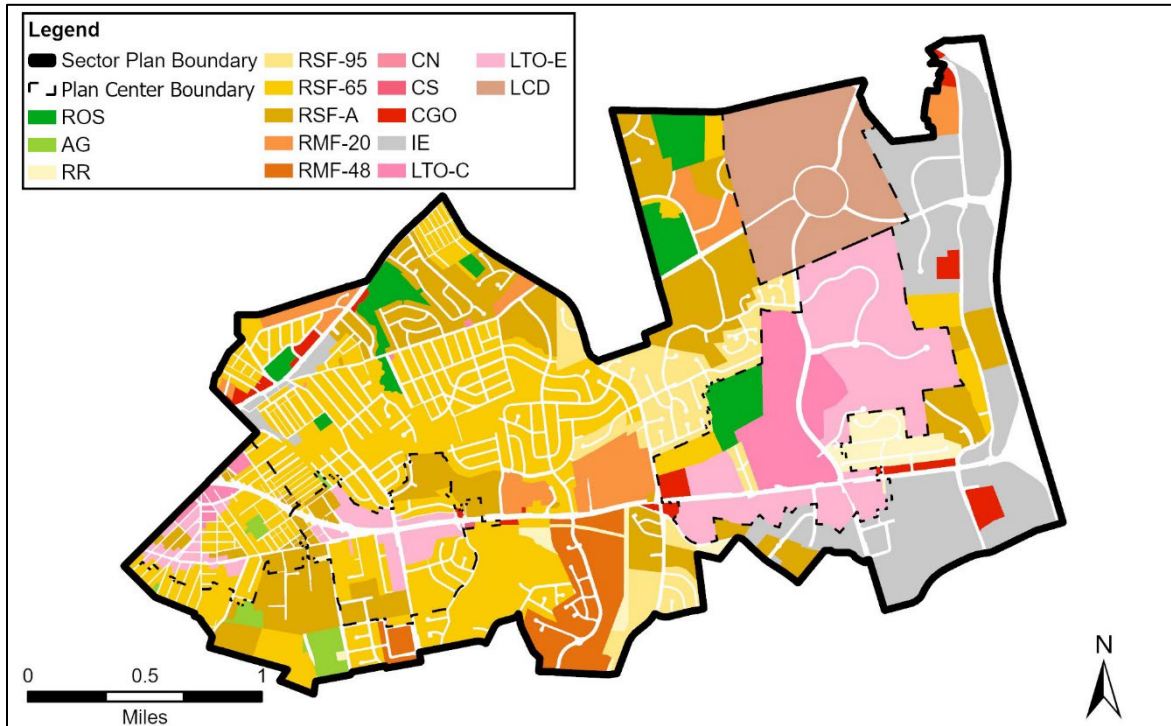 Legend
Sector Plan Boundary
Plan Center Boundary
ROS
AG
RR
RSF-95
RSF-65
RSF-A
RMF-20
RMF-48
CN
CS
CGO
IE
LTO-C
LTO-E
LCD
0 0.5 1
Miles
N